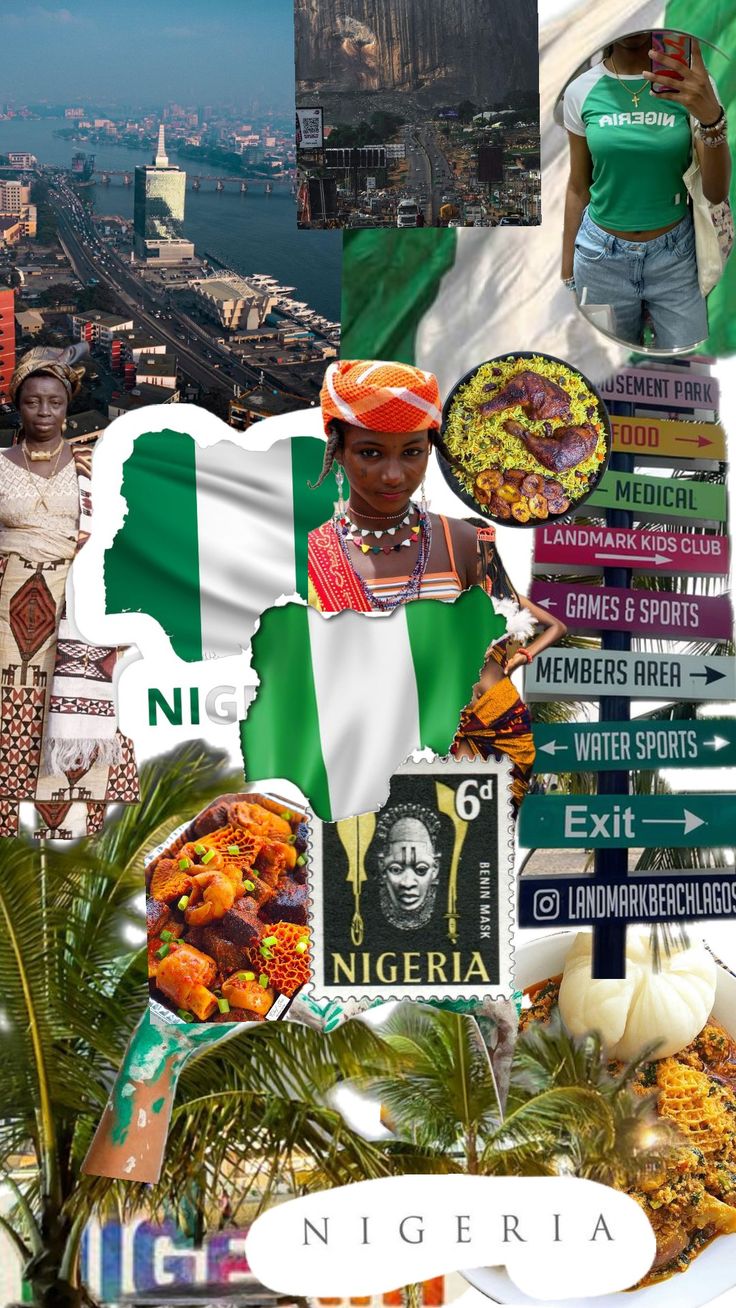 NIGERIA
MUSEMENT PARK
FOOD →
← MEDICAL
LANDMARK KIDS CLUB
→
← GAMES & SPORTS
MEMBERS AREA →
← WATER SPORTS →
Exit →
LANDMARKBEACHLAGOS
NIG
6d
BENIN MASK
NIGERIA
NIGERIA
NIGE